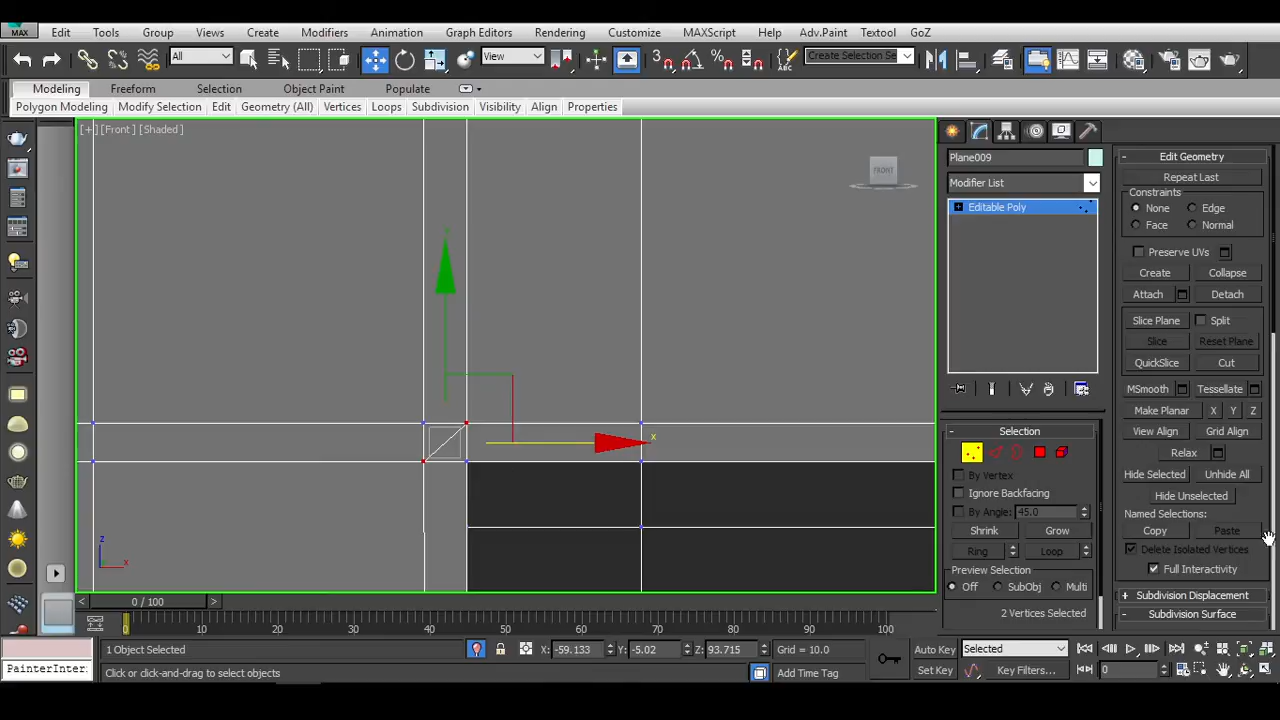 MAX Edit Tools Group Views Create Modifiers Animation Graph Editors Rendering Customize MAXScript Help Adv.Paint Textool GoZ
All View Create Selection Se
Modeling Freeform Selection Object Paint Populate
Polygon Modeling Modify Selection Edit Geometry (All) Vertices Loops Subdivision Visibility Align Properties
[+] [Front] [Shaded]
FRONT
x
z
x
Plane009
Modifier List
Editable Poly
Selection
By Vertex
Ignore Backfacing
By Angle: 45.0
Shrink Grow
Ring Loop
Preview Selection
Off SubObj Multi
2 Vertices Selected
Edit Geometry
Repeat Last
Constraints
None Edge
Face Normal
Preserve UVs
Create Collapse
Attach Detach
Slice Plane Split
Slice Reset Plane
QuickSlice Cut
MSmooth Tessellate
Make Planar X Y Z
View Align Grid Align
Relax
Hide Selected Unhide All
Hide Unselected
Named Selections:
Copy Paste
Delete Isolated Vertices
Full Interactivity
Subdivision Displacement
Subdivision Surface
< 0 / 100 >
0 10 20 30 40 50 60 70 80 90 100
1 Object Selected X: -59.133 Y: -5.02 Z: 93.715 Grid = 10.0 Auto Key Selected
PainterInter Click or click-and-drag to select objects Add Time Tag Set Key Key Filters... 0